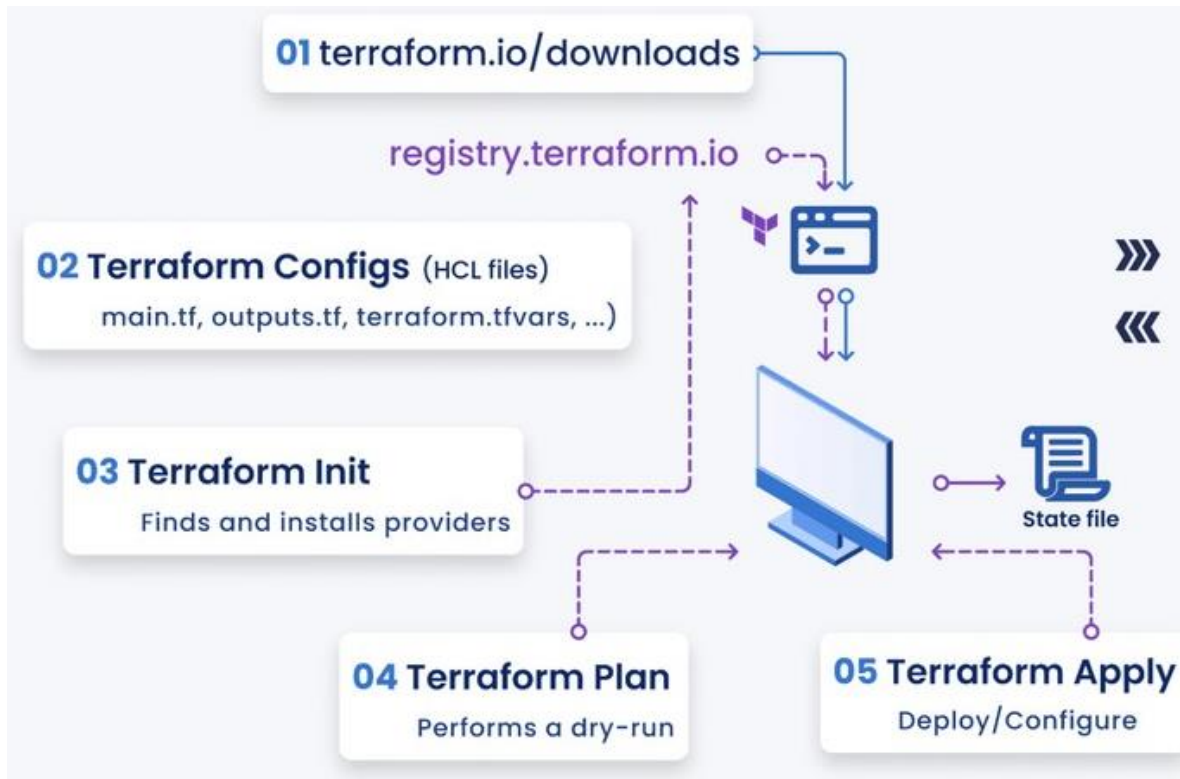 01 terraform.io/downloads
registry.terraform.io
02 Terraform Configs (HCL files)
main.tf, outputs.tf, terraform.tfvars, ...)
03 Terraform Init
Finds and installs providers
State file
04 Terraform Plan
Performs a dry-run
05 Terraform Apply
Deploy/Configure